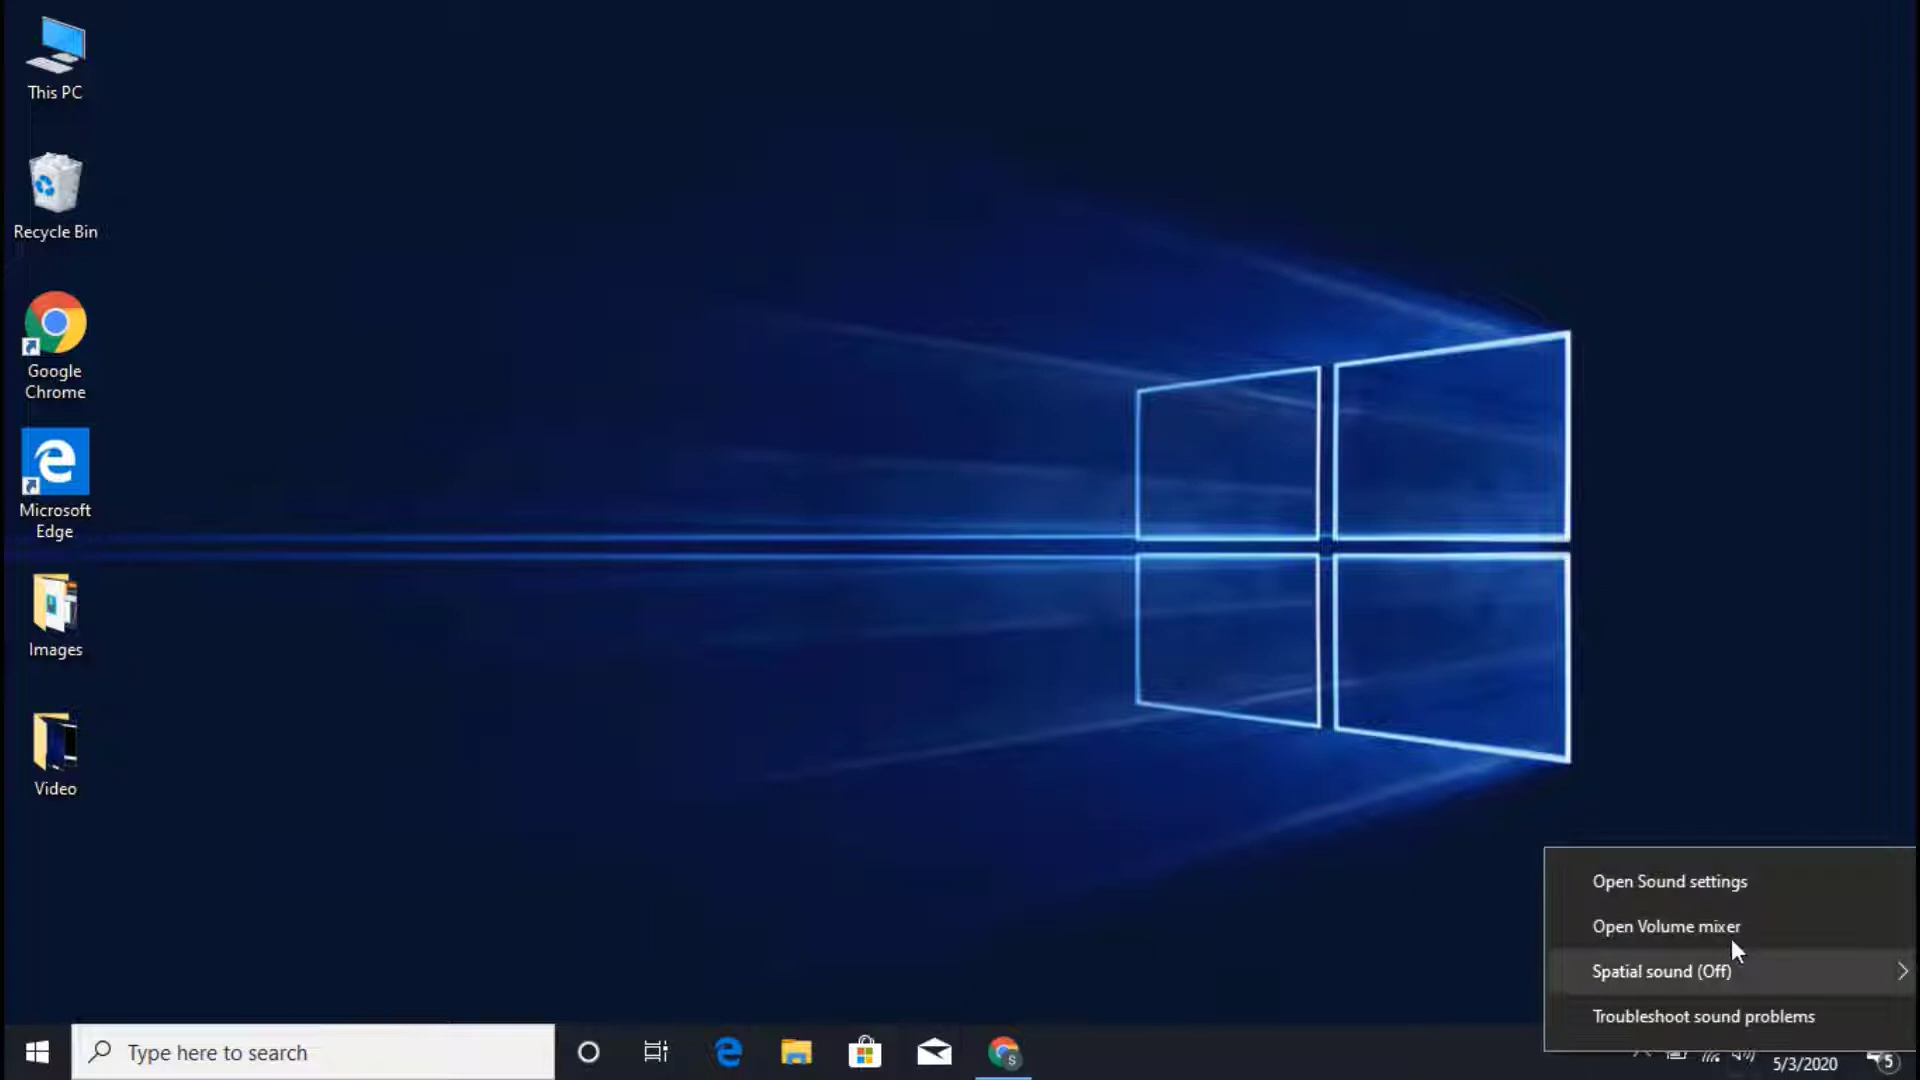 This PC
Recycle Bin
Google
Chrome
Microsoft
Edge
Images
Video
Open Sound settings
Open Volume mixer
Spatial sound (Off)
Troubleshoot sound problems
Type here to search
S
5/3/2020
5